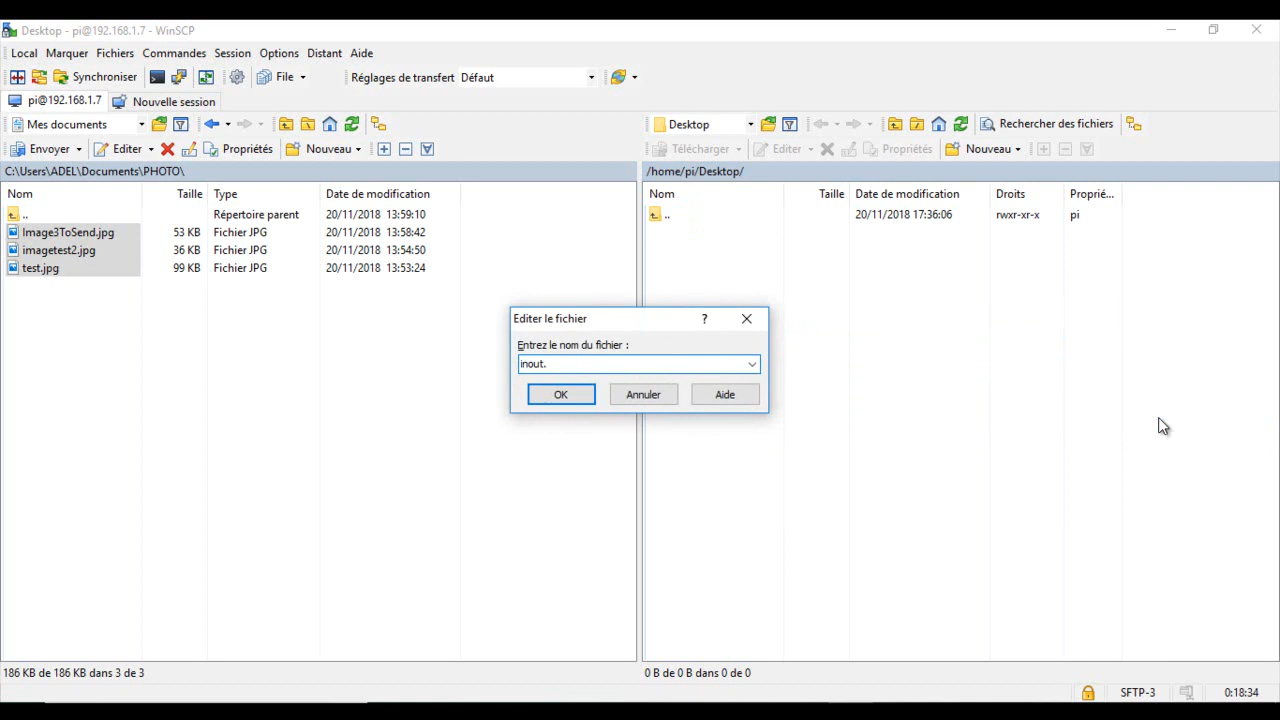 Desktop - pi@192.168.1.7 - WinSCP
Local Marquer Fichiers Commandes Session Options Distant Aide
Synchroniser File Réglages de transfert Défaut
pi@192.168.1.7 Nouvelle session
Mes documents
Desktop Rechercher des fichiers
Envoyer Editer Propriétés Nouveau
Télécharger Editer Propriétés Nouveau
C:\Users\ADEL\Documents\PHOTO\
/home/pi/Desktop/
Nom Taille Type Date de modification
.. Répertoire parent 20/11/2018 13:59:10
Image3ToSend.jpg 53 KB Fichier JPG 20/11/2018 13:58:42
imagetest2.jpg 36 KB Fichier JPG 20/11/2018 13:54:50
test.jpg 99 KB Fichier JPG 20/11/2018 13:53:24
Nom Taille Date de modification Droits Proprié...
.. 20/11/2018 17:36:06 rwxr-xr-x pi
Editer le fichier ?
Entrez le nom du fichier :
inout.
OK Annuler Aide
186 KB de 186 KB dans 3 de 3
0 B de 0 B dans 0 de 0
SFTP-3 0:18:34